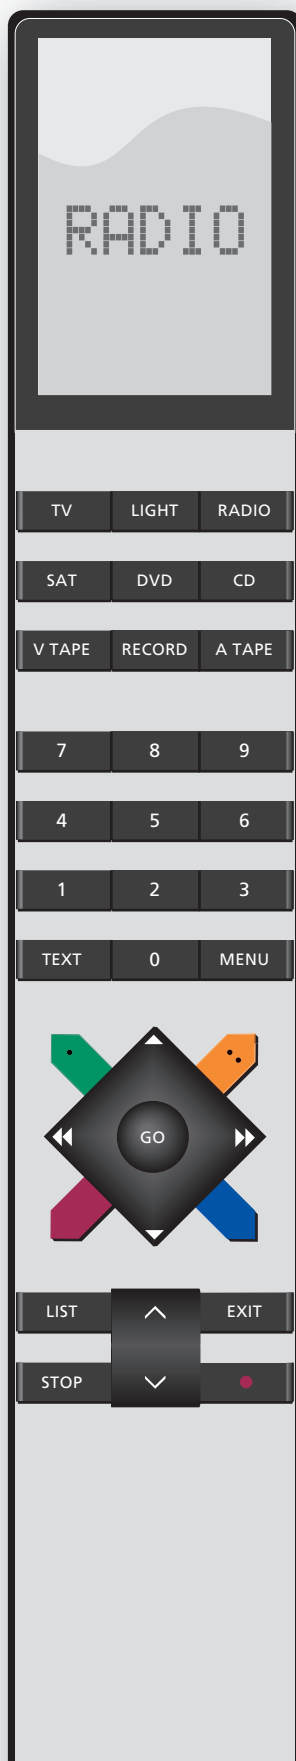 RADIO
TV LIGHT RADIO
SAT DVD CD
V TAPE RECORD A TAPE
7 8 9
4 5 6
1 2 3
TEXT 0 MENU
GO
LIST EXIT
STOP